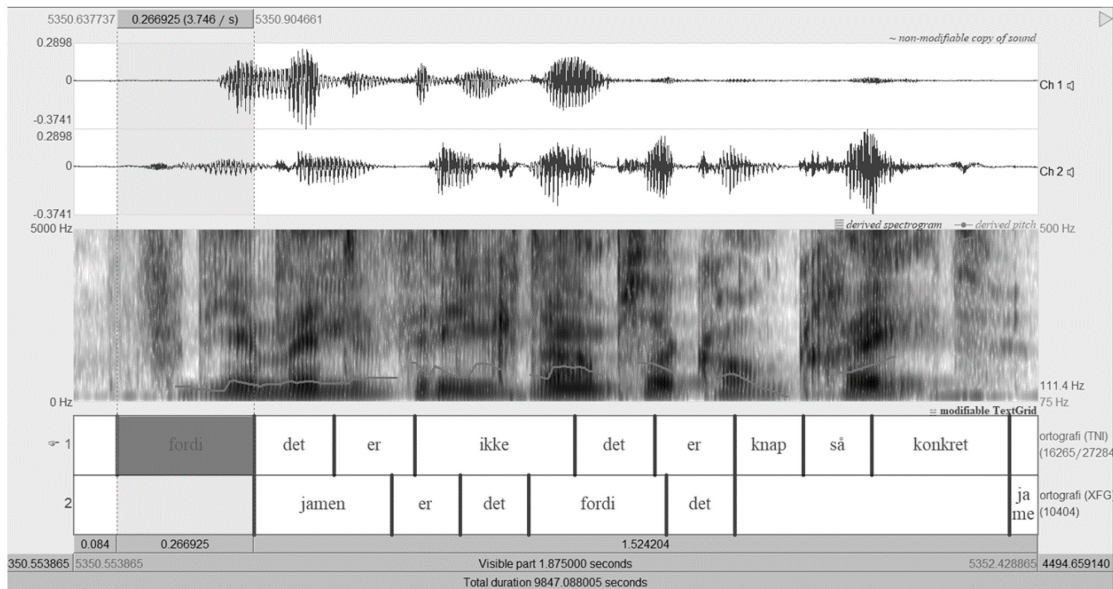 5350.637737 0.266925 (3.746 / s) 5350.904661
~ non-modifiable copy of sound
0.2898
0
-0.3741
Ch 1
0.2898
0
-0.3741
Ch 2
derived spectrogram derived pitch
5000 Hz 500 Hz
111.4 Hz
0 Hz 75 Hz
modifiable TextGrid
1 fordi det er ikke det er knap så konkret ortografi (TNI)
(16265/27284
2 jamen er det fordi det ja
me ortografi (XFG
(10404)
0.084 0.266925 1.524204
350.553865 5350.553865 Visible part 1.875000 seconds 5352.428865 4494.659140
Total duration 9847.088005 seconds